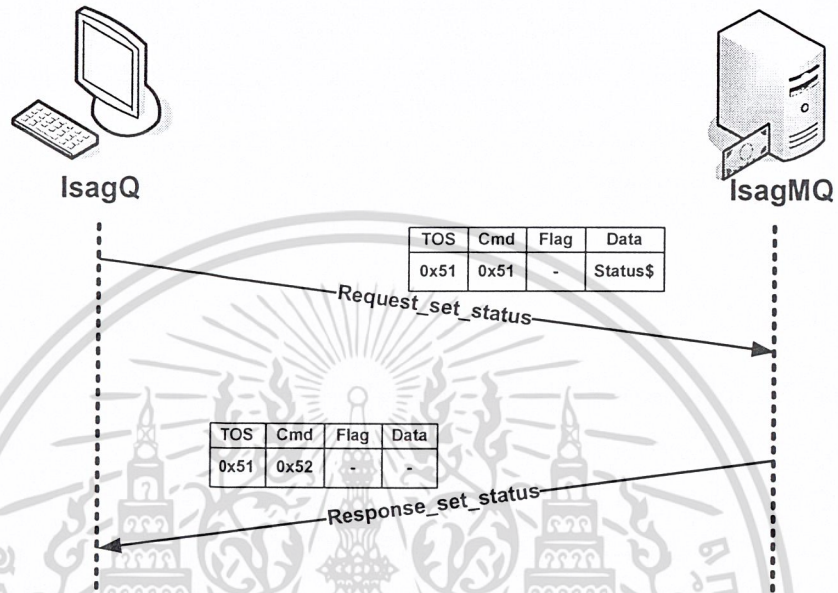 IsagQ
IsagMQ
TOS Cmd Flag Data
0x51 0x51 - Status$
Request_set_status
TOS Cmd Flag Data
0x51 0x52 - -
Response_set_status